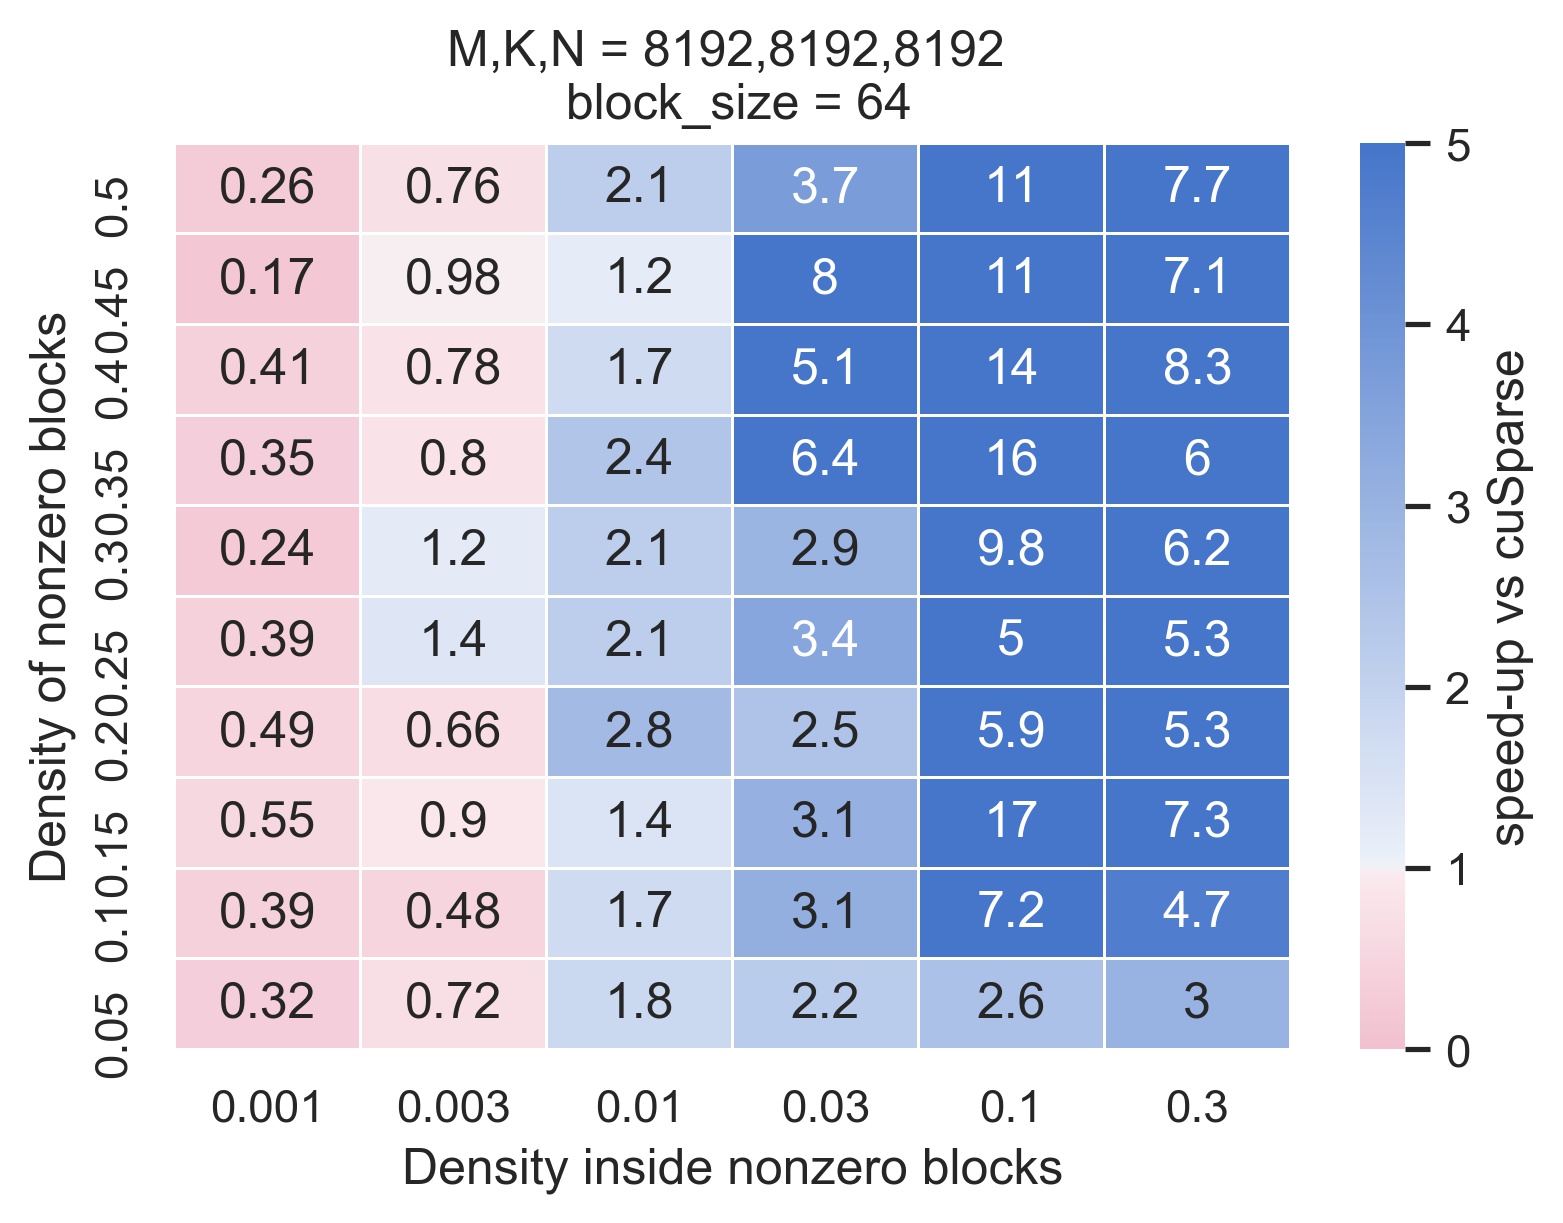 M,K,N = 8192,8192,8192
block_size = 64
Density of nonzero blocks
0.5 0.26 0.76 2.1 3.7 11 7.7
0.45 0.17 0.98 1.2 8 11 7.1
0.4 0.41 0.78 1.7 5.1 14 8.3
0.35 0.35 0.8 2.4 6.4 16 6
0.3 0.24 1.2 2.1 2.9 9.8 6.2
0.25 0.39 1.4 2.1 3.4 5 5.3
0.2 0.49 0.66 2.8 2.5 5.9 5.3
0.15 0.55 0.9 1.4 3.1 17 7.3
0.1 0.39 0.48 1.7 3.1 7.2 4.7
0.05 0.32 0.72 1.8 2.2 2.6 3
0.001 0.003 0.01 0.03 0.1 0.3
Density inside nonzero blocks
5
4
3
2
1
0
speed-up vs cuSparse